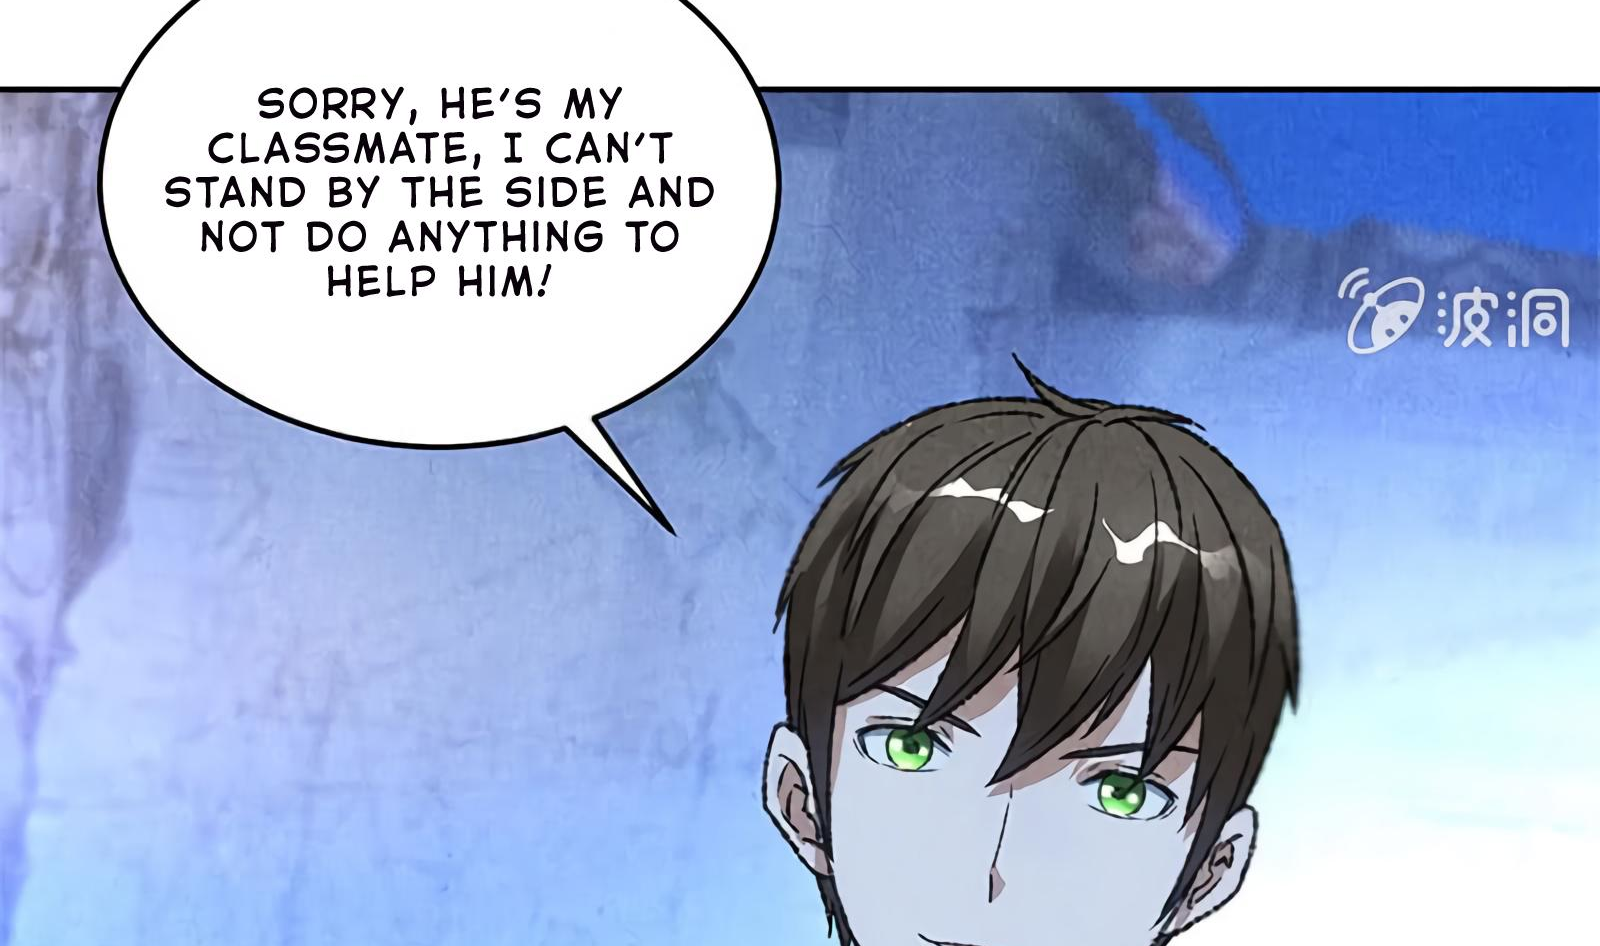 SORRY, HE'S MY
CLASSMATE, I CAN'T
STAND BY THE SIDE AND
NOT DO ANYTHING TO
HELP HIM!
波洞